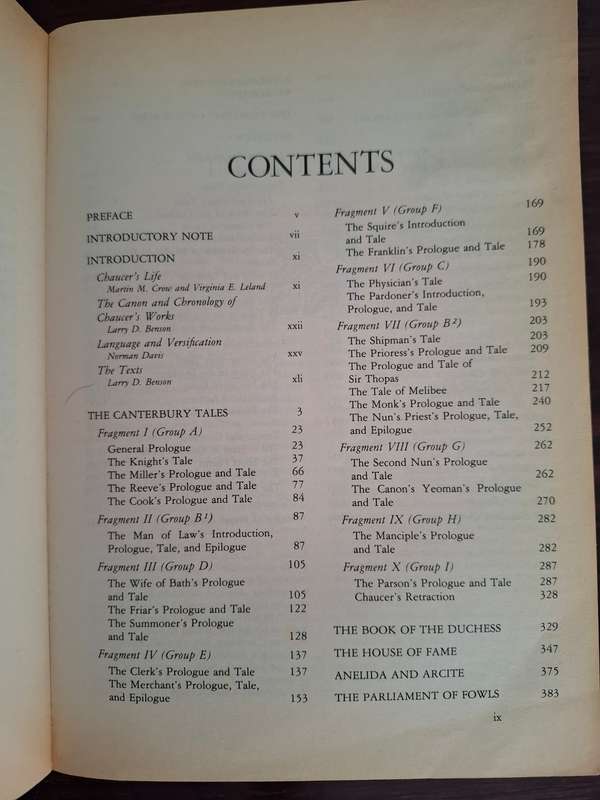 CONTENTS
PREFACE v
INTRODUCTORY NOTE vii
INTRODUCTION xi
Chaucer's Life
Martin M. Crow and Virginia E. Leland xi
The Canon and Chronology of
Chaucer's Works
Larry D. Benson xxii
Language and Versification
Norman Davis xxv
The Texts
Larry D. Benson xli
THE CANTERBURY TALES 3
Fragment I (Group A) 23
General Prologue 23
The Knight's Tale 37
The Miller's Prologue and Tale 66
The Reeve's Prologue and Tale 77
The Cook's Prologue and Tale 84
Fragment II (Group B¹) 87
The Man of Law's Introduction,
Prologue, Tale, and Epilogue 87
Fragment III (Group D) 105
The Wife of Bath's Prologue
and Tale 105
The Friar's Prologue and Tale 122
The Summoner's Prologue
and Tale 128
Fragment IV (Group E) 137
The Clerk's Prologue and Tale 137
The Merchant's Prologue, Tale,
and Epilogue 153
Fragment V (Group F) 169
The Squire's Introduction
and Tale 169
The Franklin's Prologue and Tale 178
Fragment VI (Group C) 190
The Physician's Tale 190
The Pardoner's Introduction,
Prologue, and Tale 193
Fragment VII (Group B²) 203
The Shipman's Tale 203
The Prioress's Prologue and Tale 209
The Prologue and Tale of
Sir Thopas 212
The Tale of Melibee 217
The Monk's Prologue and Tale 240
The Nun's Priest's Prologue, Tale,
and Epilogue 252
Fragment VIII (Group G) 262
The Second Nun's Prologue
and Tale 262
The Canon's Yeoman's Prologue
and Tale 270
Fragment IX (Group H) 282
The Manciple's Prologue
and Tale 282
Fragment X (Group I) 287
The Parson's Prologue and Tale 287
Chaucer's Retraction 328
THE BOOK OF THE DUCHESS 329
THE HOUSE OF FAME 347
ANELIDA AND ARCITE 375
THE PARLIAMENT OF FOWLS 383
ix